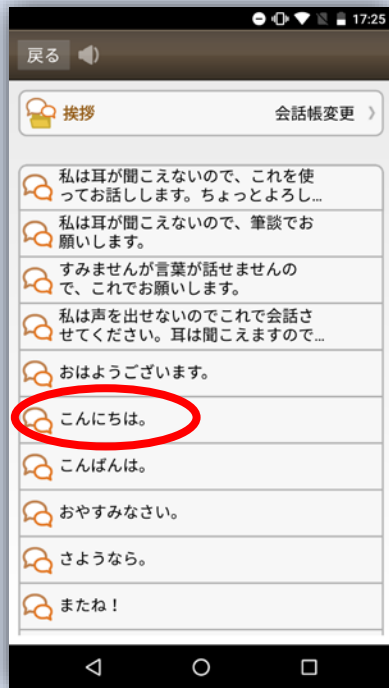 17:25
戻る
挨拶 会話帳変更
私は耳が聞こえないので、これを使
ってお話しします。ちょっとよろし...
私は耳が聞こえないので、筆談でお
願いします。
すみませんが言葉が話せませんの
で、これでお願いします。
私は声を出せないのでこれで会話さ
せてください。耳は聞こえますので...
おはようございます。
こんにちは。
こんばんは。
おやすみなさい。
さようなら。
またね！